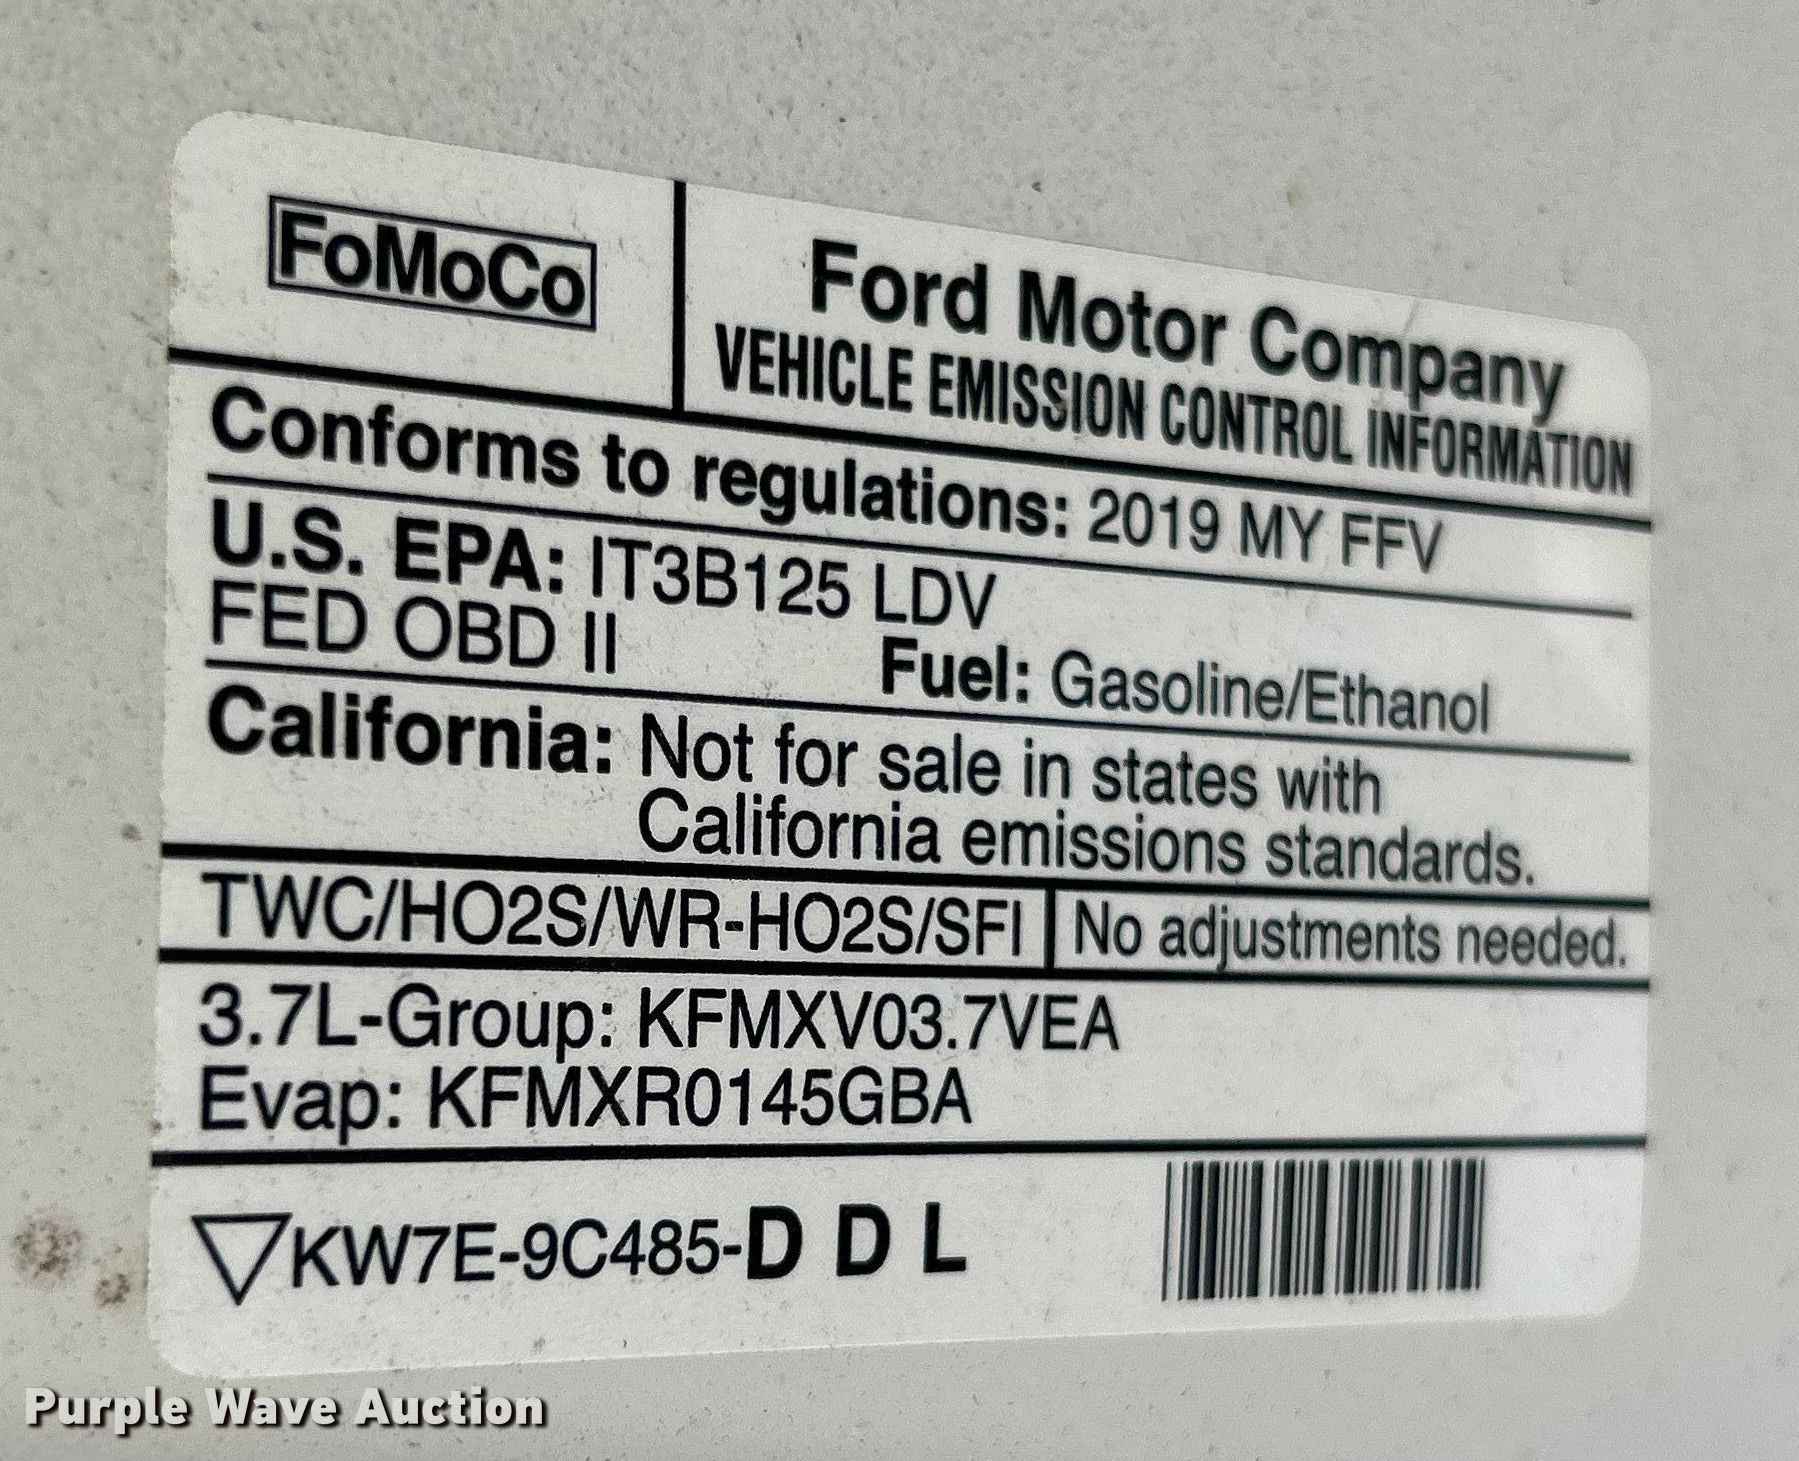 FoMoCo
Ford Motor Company
VEHICLE EMISSION CONTROL INFORMATION
Conforms to regulations: 2019 MY FFV
U.S. EPA: IT3B125 LDV
FED OBD II
Fuel: Gasoline/Ethanol
California: Not for sale in states with
California emissions standards.
TWC/HO2S/WR-HO2S/SFI
No adjustments needed.
3.7L-Group: KFMXV03.7VEA
Evap: KFMXR0145GBA
KW7E-9C485-D D L
Purple Wave Auction